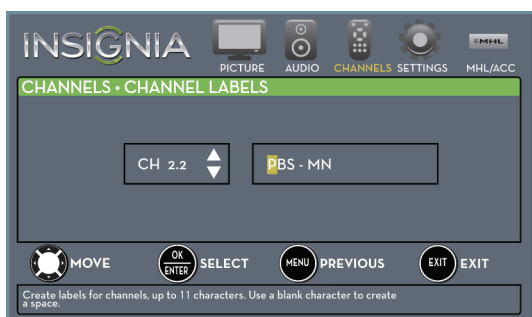 INSIGNIA
PICTURE AUDIO CHANNELS SETTINGS MHL MHL/ACC
CHANNELS • CHANNEL LABELS
CH 2.2 PBS - MN
MOVE OK ENTER SELECT MENU PREVIOUS EXIT EXIT
Create labels for channels, up to 11 characters. Use a blank character to create
a space.